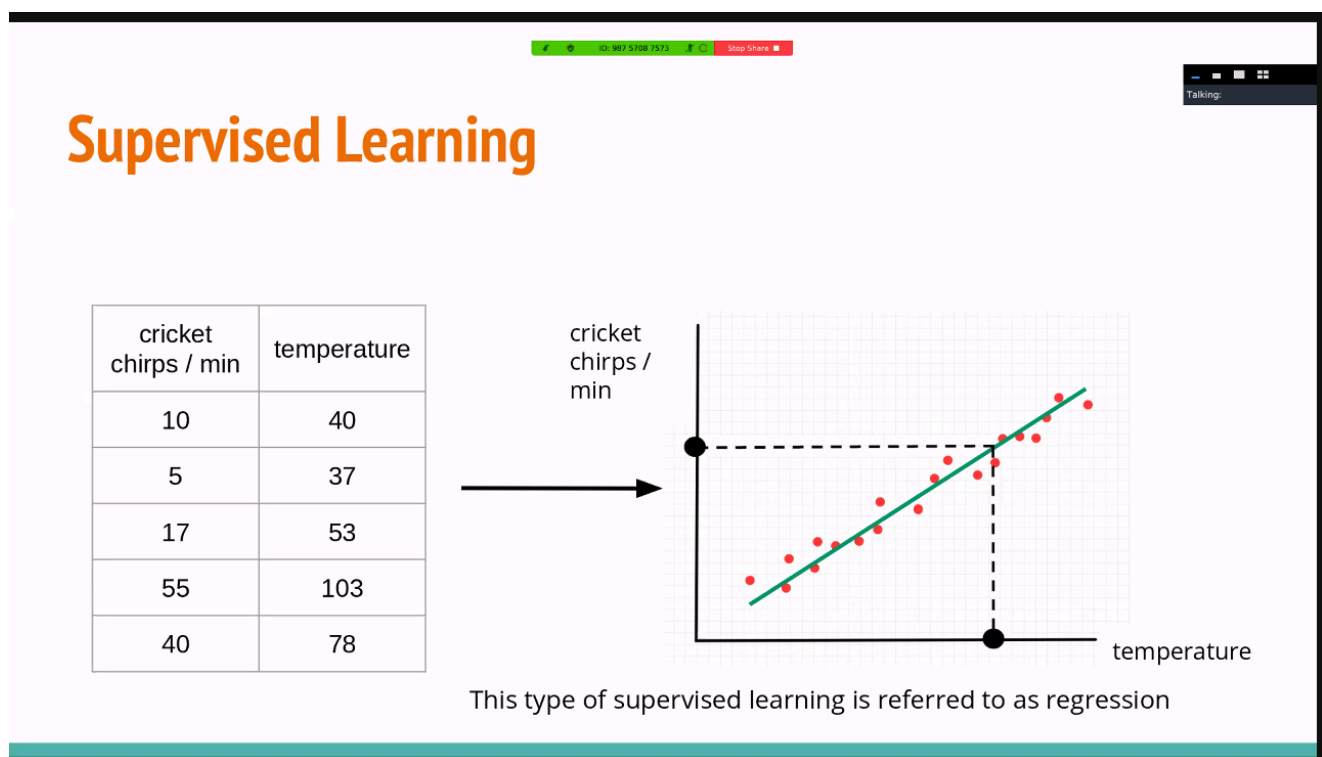 ID: 987 5708 7573 Stop Share
Talking:
Supervised Learning
cricket
chirps / min
temperature
10 40
5 37
17 53
55 103
40 78
cricket
chirps /
min
temperature
This type of supervised learning is referred to as regression